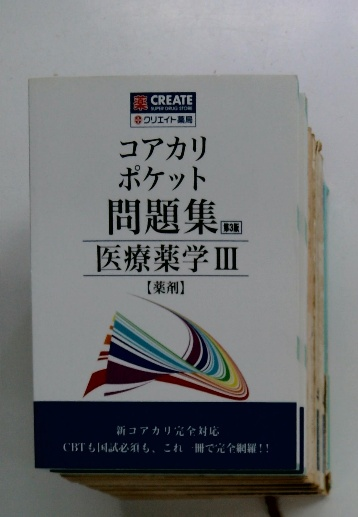 薬 CREATE
SUPER DRUG STORE
クリエイト薬局
コアカリ
ポケット
問題集 第3版
医療薬学 III
【薬剤】
新コアカリ完全対応
CBTも国試必須も、これ一冊で完全網羅!!